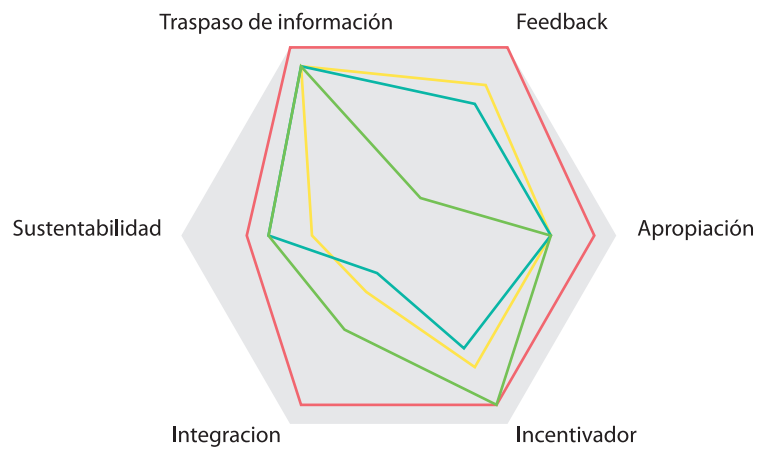 Traspaso de información
Feedback
Sustentabilidad
Apropiación
Integracion
Incentivador